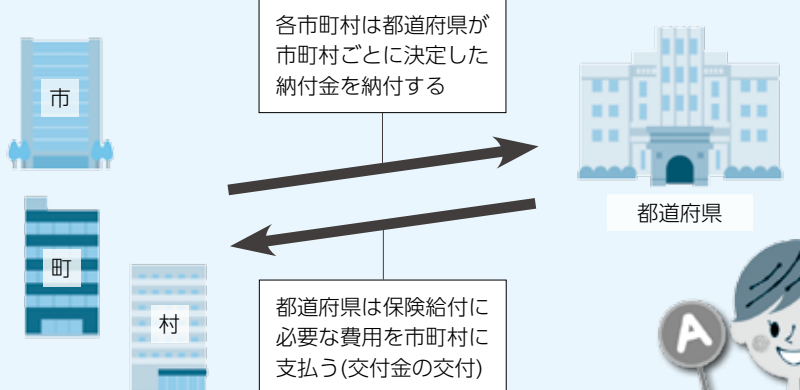 各市町村は都道府県が
市町村ごとに決定した
納付金を納付する
市
町
村
都道府県
都道府県は保険給付に
必要な費用を市町村に
支払う(交付金の交付)
A